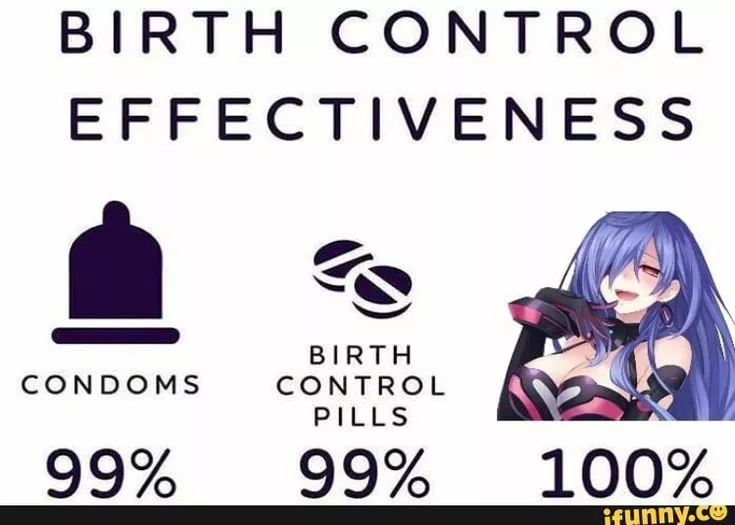 BIRTH CONTROL
EFFECTIVENESS
CONDOMS
BIRTH
CONTROL
PILLS
99%
99%
100%
ifunny.co